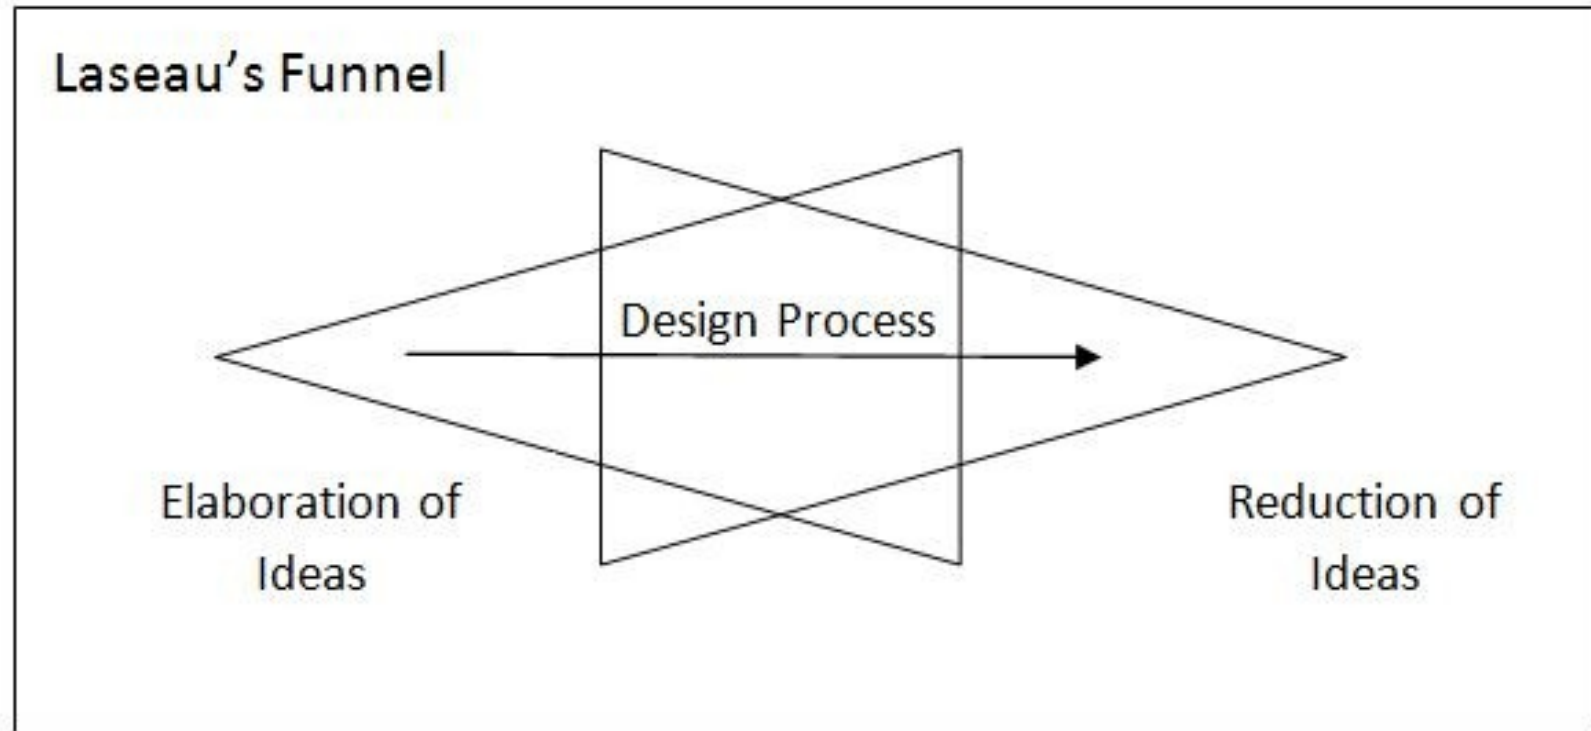 Laseau’s Funnel
Design Process
Elaboration of
Ideas
Reduction of
Ideas